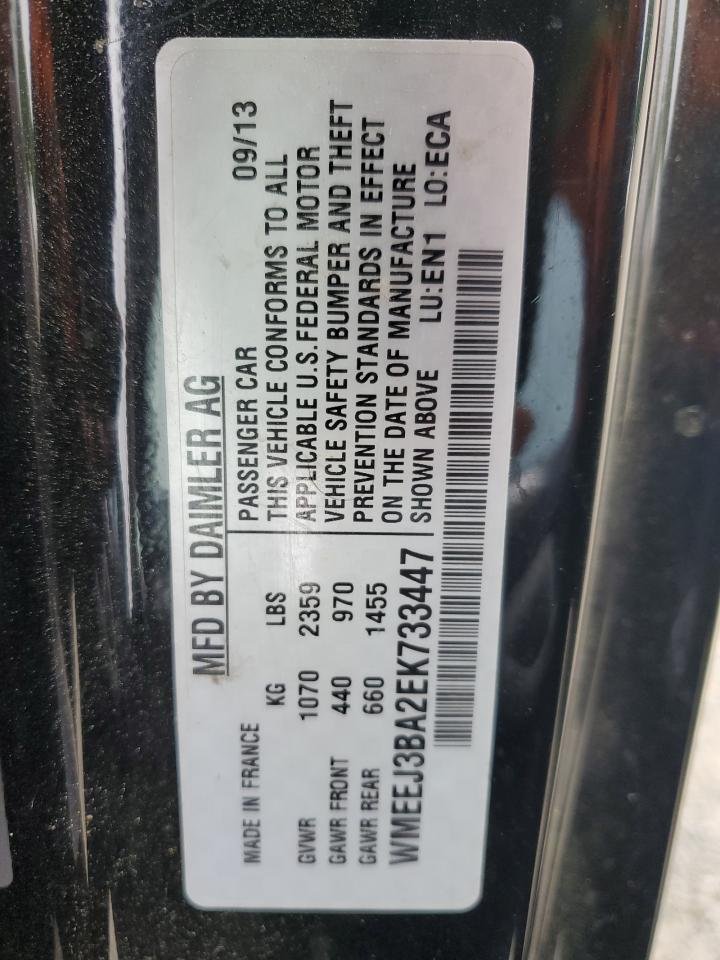 MFD BY DAIMLER AG
MADE IN FRANCE
KG LBS
GVWR 1070 2359
GAWR FRONT 440 970
GAWR REAR 660 1455
WMEEJ3BA2EK733447
PASSENGER CAR 09/13
THIS VEHICLE CONFORMS TO ALL
APPLICABLE U.S.FEDERAL MOTOR
VEHICLE SAFETY BUMPER AND THEFT
PREVENTION STANDARDS IN EFFECT
ON THE DATE OF MANUFACTURE
SHOWN ABOVE LU:EN1 LO:ECA